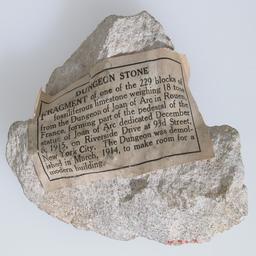 DUNGEON STONE
FRAGMENT of one of the 229 blocks of
fossiliferous limestone weighing 18 tons
from the Dungeon of Joan of Arc in Rouen,
France, forming part of the pedestal of the
statue of Joan of Arc dedicated December
6, 1915, on Riverside Drive at 93d Street,
New York City. The Dungeon was demol-
ished in March, 1914, to make room for a
modern building.